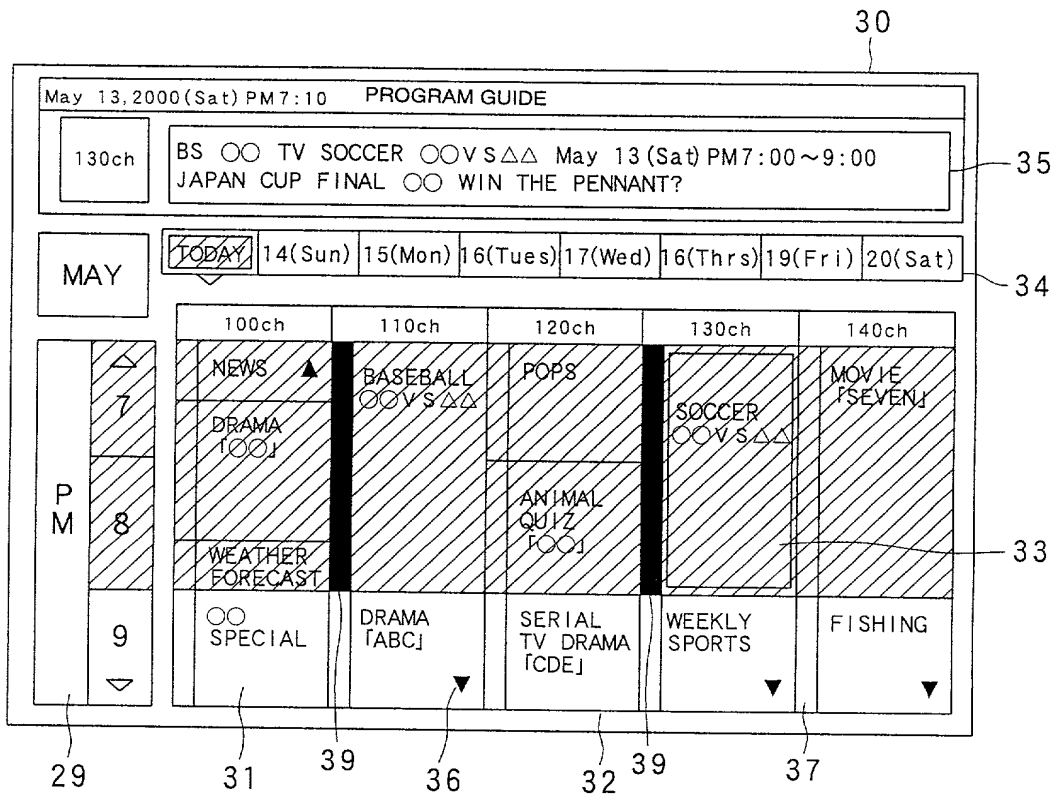 30
May 13,2000(Sat) PM7:10 PROGRAM GUIDE
130ch
BS ○○ TV SOCCER ○○VS△△ May 13(Sat)PM7:00～9:00
JAPAN CUP FINAL ○○ WIN THE PENNANT?
35
MAY
TODAY 14(Sun) 15(Mon) 16(Tues) 17(Wed) 16(Thrs) 19(Fri) 20(Sat)
34
100ch 110ch 120ch 130ch 140ch
PM
△
7
8
9
▽
NEWS ▲
DRAMA
「○○」
WEATHER
FORECAST
○○
SPECIAL
BASEBALL
○○VS△△
DRAMA
「ABC」
▼
POPS
ANIMAL
QUIZ
「○○」
SERIAL
TV DRAMA
「CDE」
SOCCER
○○VS△△
WEEKLY
SPORTS
▼
MOVIE
「SEVEN」
FISHING
▼
33
29 31 39 36 32 39 37